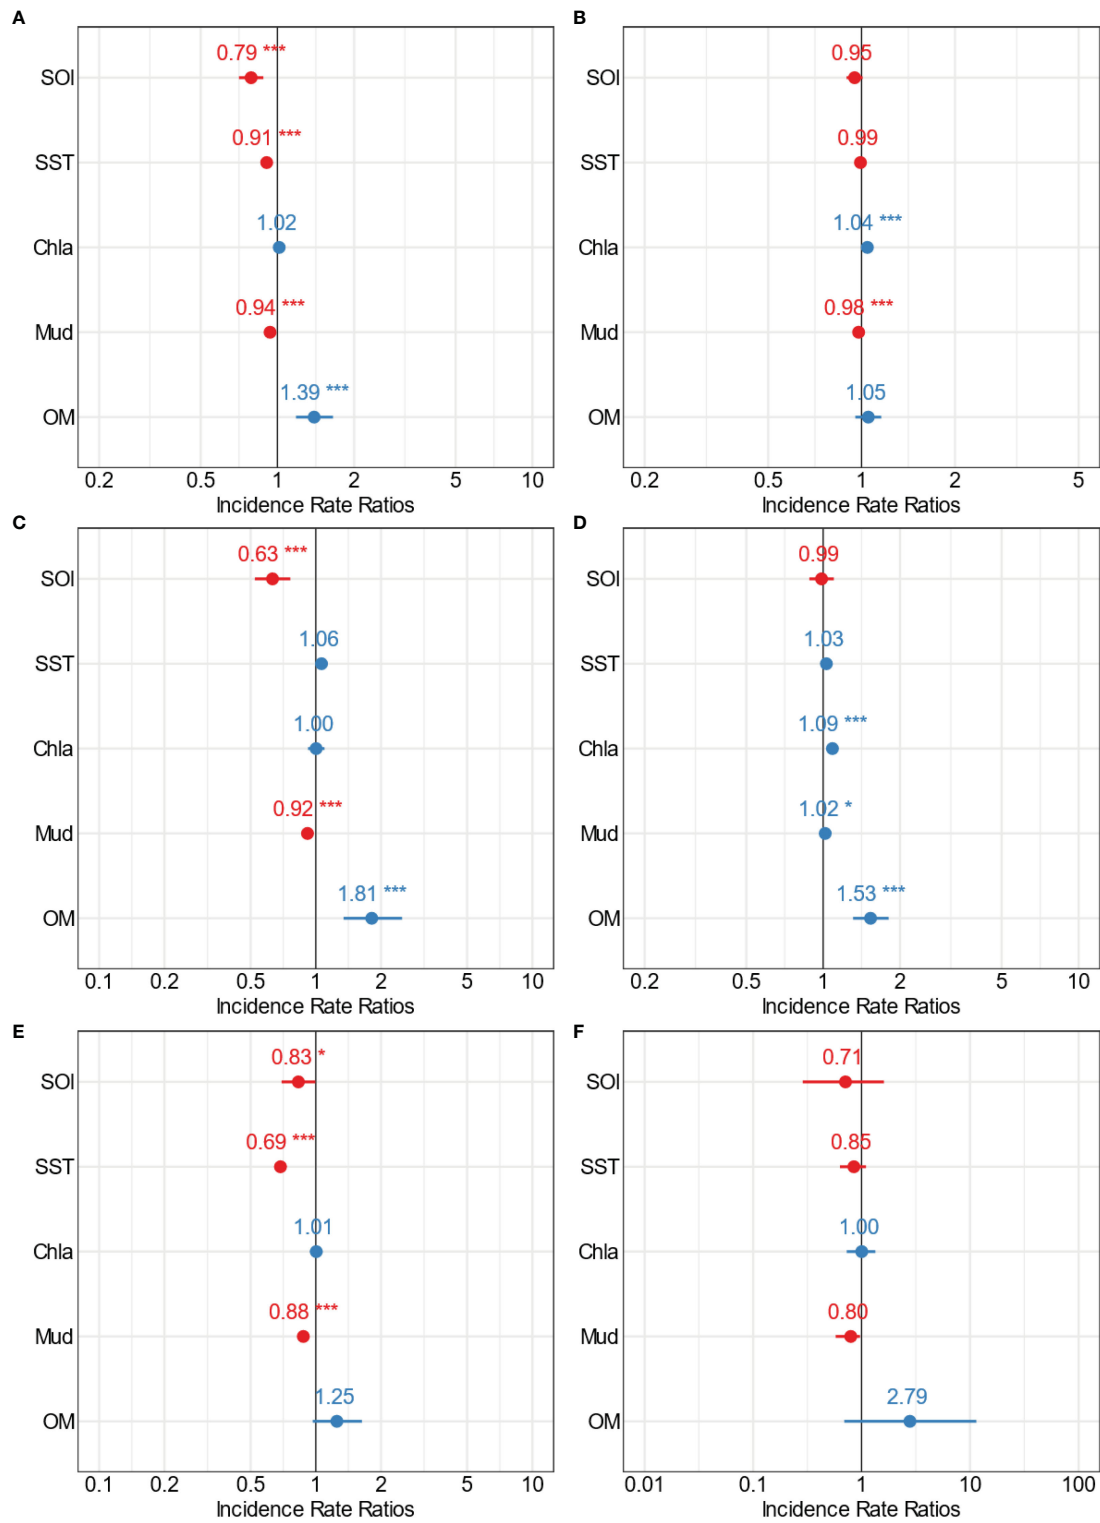 A
0.79 ***
SOI
0.91 ***
SST
1.02
Chla
0.94 ***
Mud
1.39 ***
OM
0.2 0.5 1 2 5 10
Incidence Rate Ratios
B
0.95
SOI
0.99
SST
1.04 ***
Chla
0.98 ***
Mud
1.05
OM
0.2 0.5 1 2 5
Incidence Rate Ratios
C
0.63 ***
SOI
1.06
SST
1.00
Chla
0.92 ***
Mud
1.81 ***
OM
0.1 0.2 0.5 1 2 5 10
Incidence Rate Ratios
D
0.99
SOI
1.03
SST
1.09 ***
Chla
1.02 *
Mud
1.53 ***
OM
0.2 0.5 1 2 5 10
Incidence Rate Ratios
E
0.83 *
SOI
0.69 ***
SST
1.01
Chla
0.88 ***
Mud
1.25
OM
0.1 0.2 0.5 1 2 5 10
Incidence Rate Ratios
F
0.71
SOI
0.85
SST
1.00
Chla
0.80
Mud
2.79
OM
0.01 0.1 1 10 100
Incidence Rate Ratios